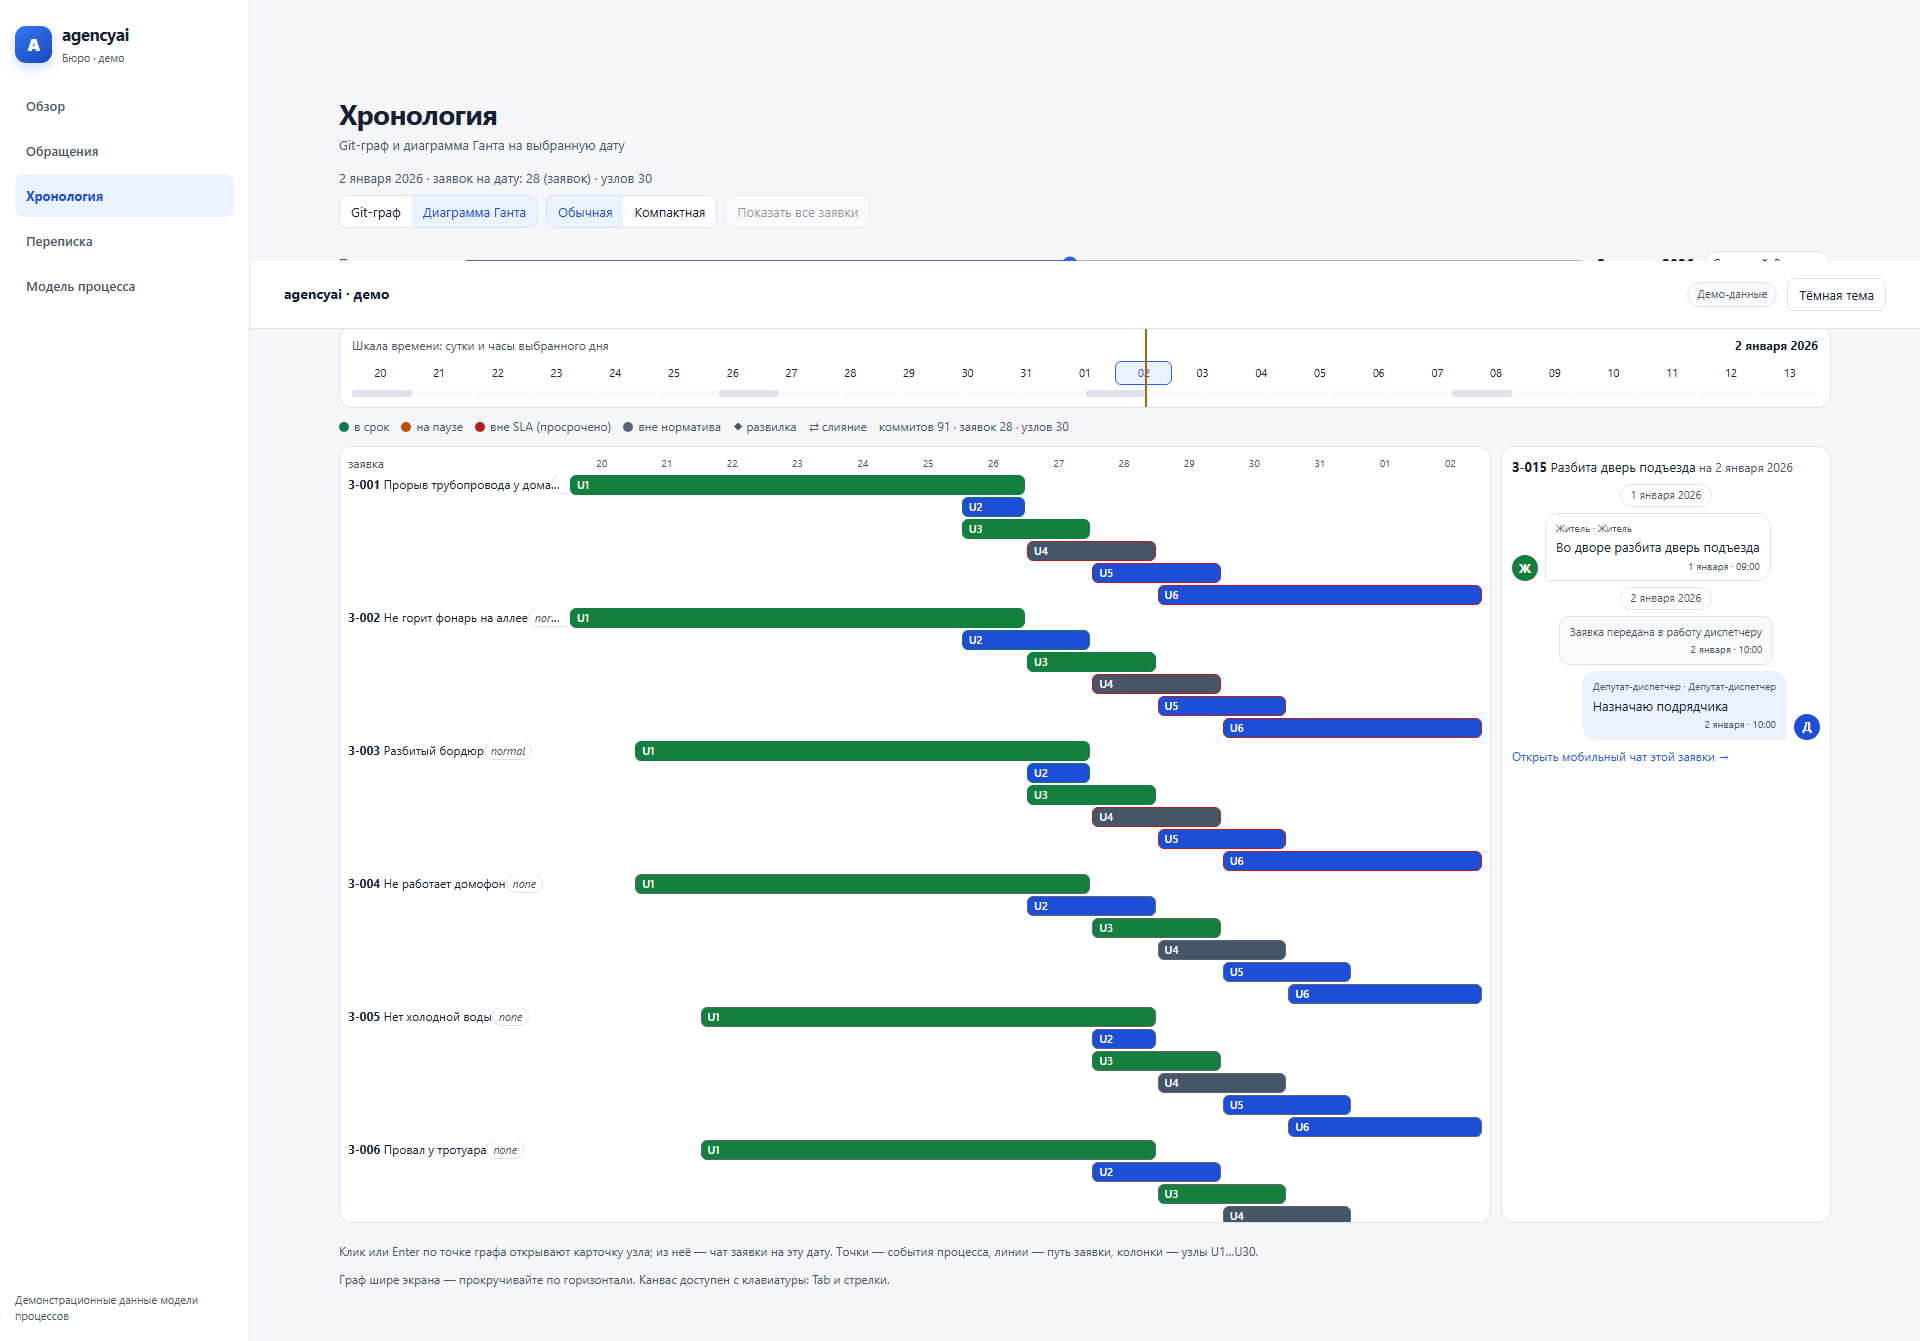 A
agencyai
Бюро · демо
Обзор
Обращения
Хронология
Переписка
Модель процесса
Демонстрационные данные модели
процессов
Хронология
Git-граф и диаграмма Ганта на выбранную дату
2 января 2026 · заявок на дату: 28 (заявок) · узлов 30
Git-граф
Диаграмма Ганта
Обычная
Компактная
Показать все заявки
agencyai · демо
Демо-данные
Тёмная тема
Шкала времени: сутки и часы выбранного дня
2 января 2026
20 21 22 23 24 25 26 27 28 29 30 31 01 02 03 04 05 06 07 08 09 10 11 12 13
в срок
на паузе
вне SLA (просрочено)
вне норматива
развилка
⇄ слияние
коммитов 91 · заявок 28 · узлов 30
заявка 20 21 22 23 24 25 26 27 28 29 30 31 01 02
З-001 Прорыв трубопровода у дома… U1
U2
U3
U4
U5
U6
З-002 Не горит фонарь на аллее nor… U1
U2
U3
U4
U5
U6
З-003 Разбитый бордюр normal U1
U2
U3
U4
U5
U6
З-004 Не работает домофон none U1
U2
U3
U4
U5
U6
З-005 Нет холодной воды none U1
U2
U3
U4
U5
U6
З-006 Провал у тротуара none U1
U2
U3
U4
З-015 Разбита дверь подъезда на 2 января 2026
1 января 2026
Житель · Житель
Во дворе разбита дверь подъезда
1 января · 09:00
Ж
2 января 2026
Заявка передана в работу диспетчеру
2 января · 10:00
Депутат-диспетчер · Депутат-диспетчер
Назначаю подрядчика
2 января · 10:00
Д
Открыть мобильный чат этой заявки →
Клик или Enter по точке графа открывают карточку узла; из неё — чат заявки на эту дату. Точки — события процесса, линии — путь заявки, колонки — узлы U1…U30.
Граф шире экрана — прокручивайте по горизонтали. Канвас доступен с клавиатуры: Tab и стрелки.